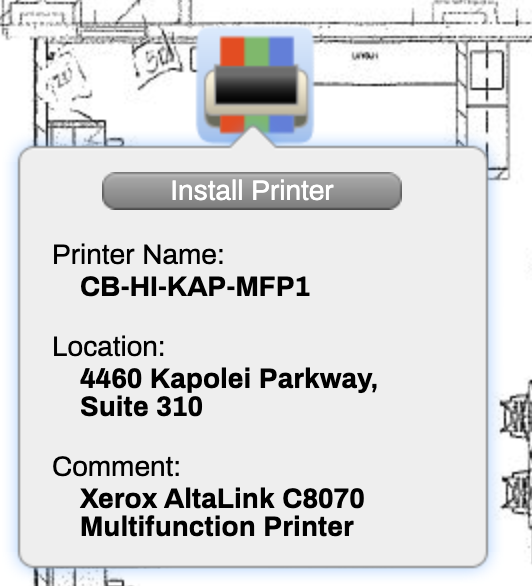 Install Printer
Printer Name:
CB-HI-KAP-MFP1
Location:
4460 Kapolei Parkway,
Suite 310
Comment:
Xerox AltaLink C8070
Multifunction Printer